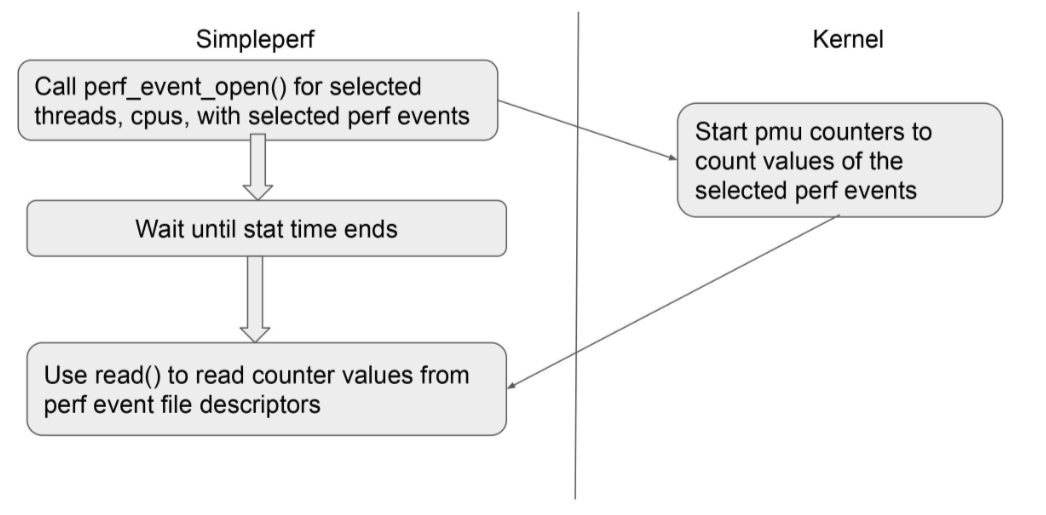 Simpleperf
Kernel
Call perf_event_open() for selected
threads, cpus, with selected perf events
Start pmu counters to
count values of the
selected perf events
Wait until stat time ends
Use read() to read counter values from
perf event file descriptors